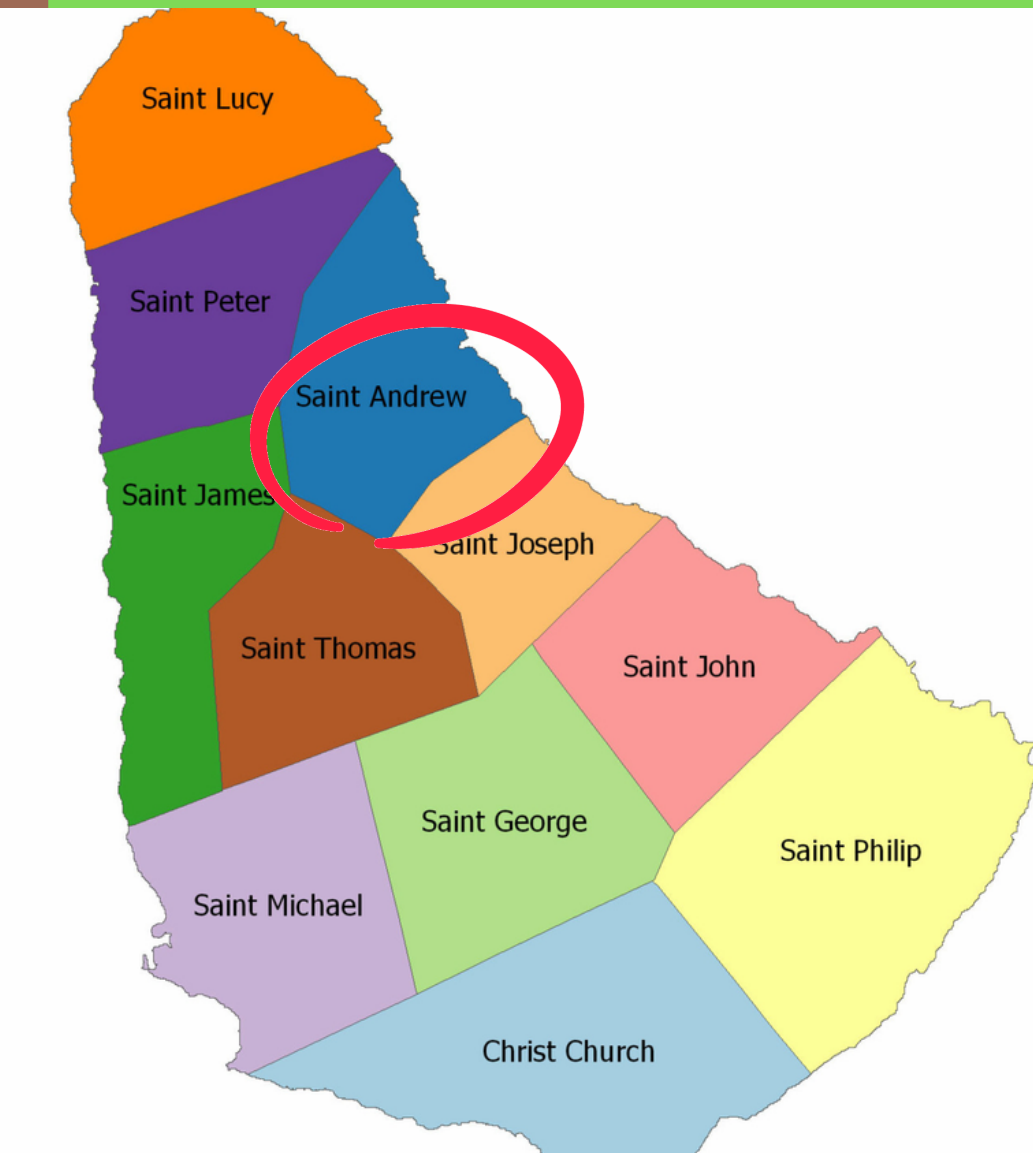 Saint Lucy
Saint Peter
Saint Andrew
Saint James
Saint Joseph
Saint Thomas
Saint John
Saint George
Saint Philip
Saint Michael
Christ Church